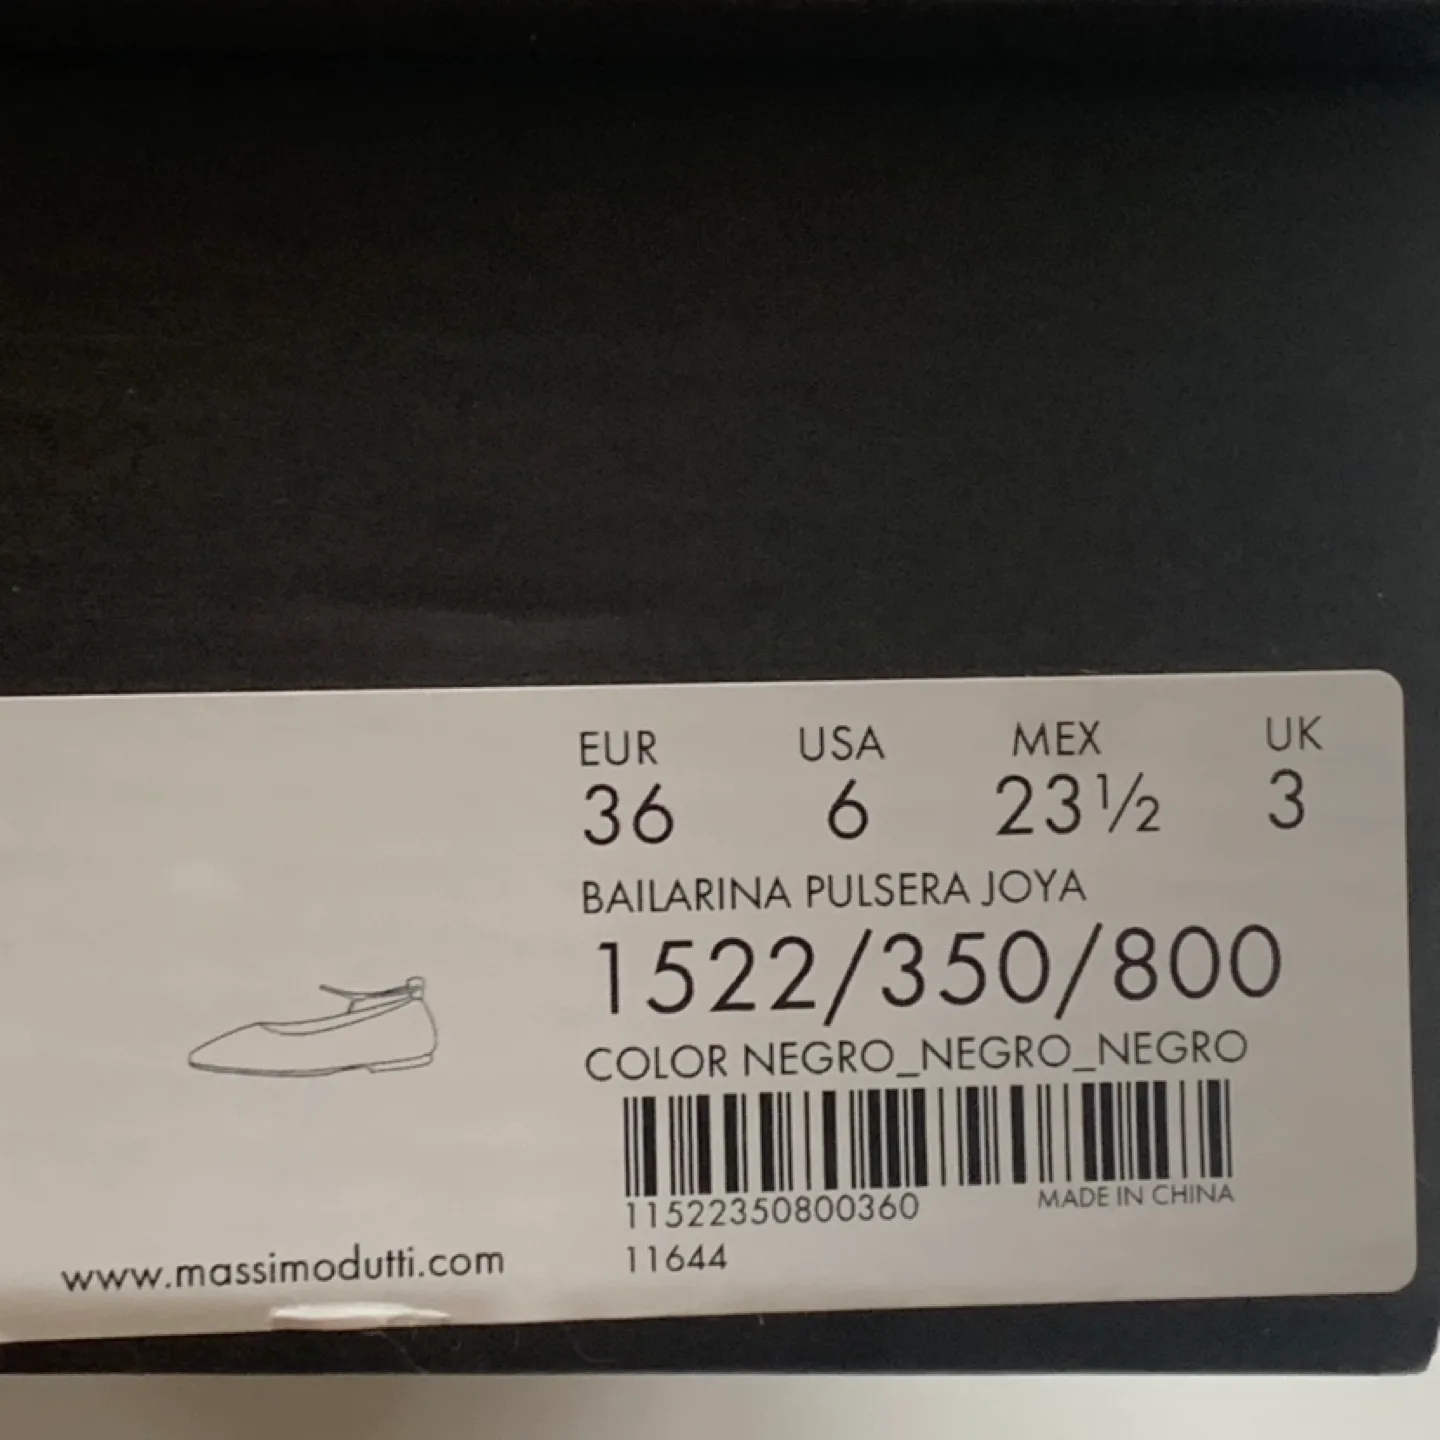 EUR USA MEX UK
36 6 23½ 3
BAILARINA PULSERA JOYA
1522/350/800
COLOR NEGRO_NEGRO_NEGRO
11522350800360 MADE IN CHINA
11644
www.massimodutti.com